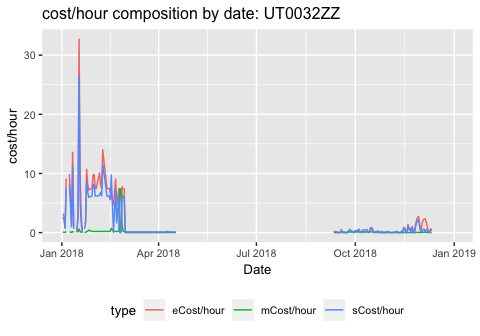 cost/hour composition by date: UT0032ZZ
30
20
10
0
cost/hour
Jan 2018 Apr 2018 Jul 2018 Oct 2018 Jan 2019
Date
type eCost/hour mCost/hour sCost/hour